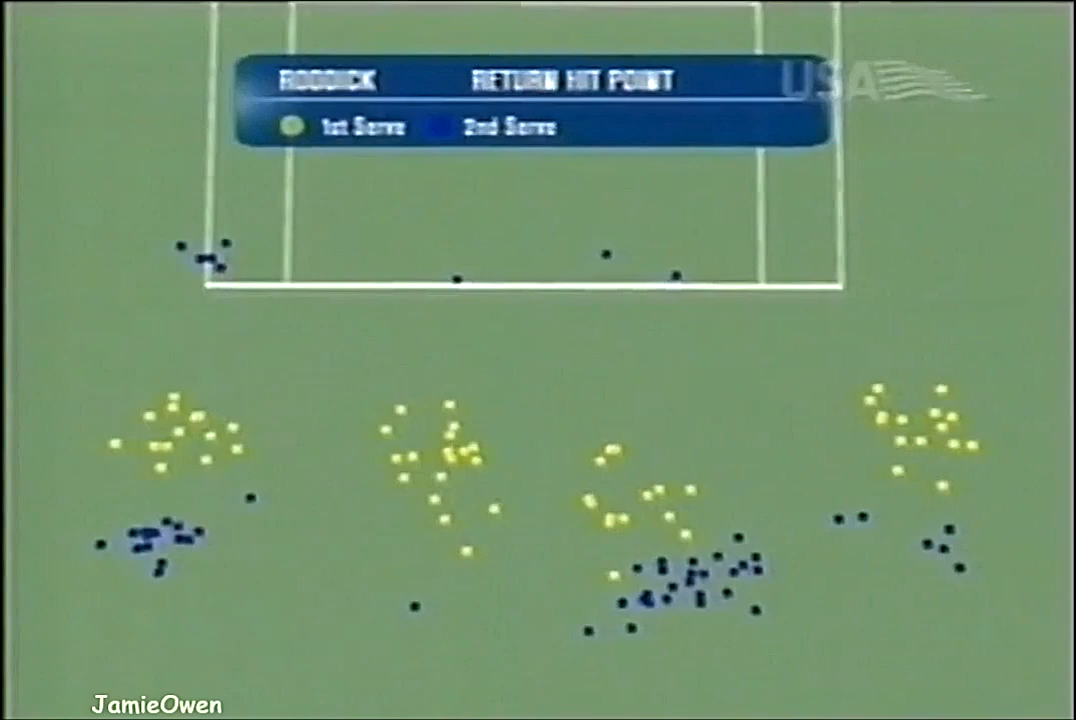 RODDICK RETURN HIT POINT
USA
1st Serve 2nd Serve
JamieOwen